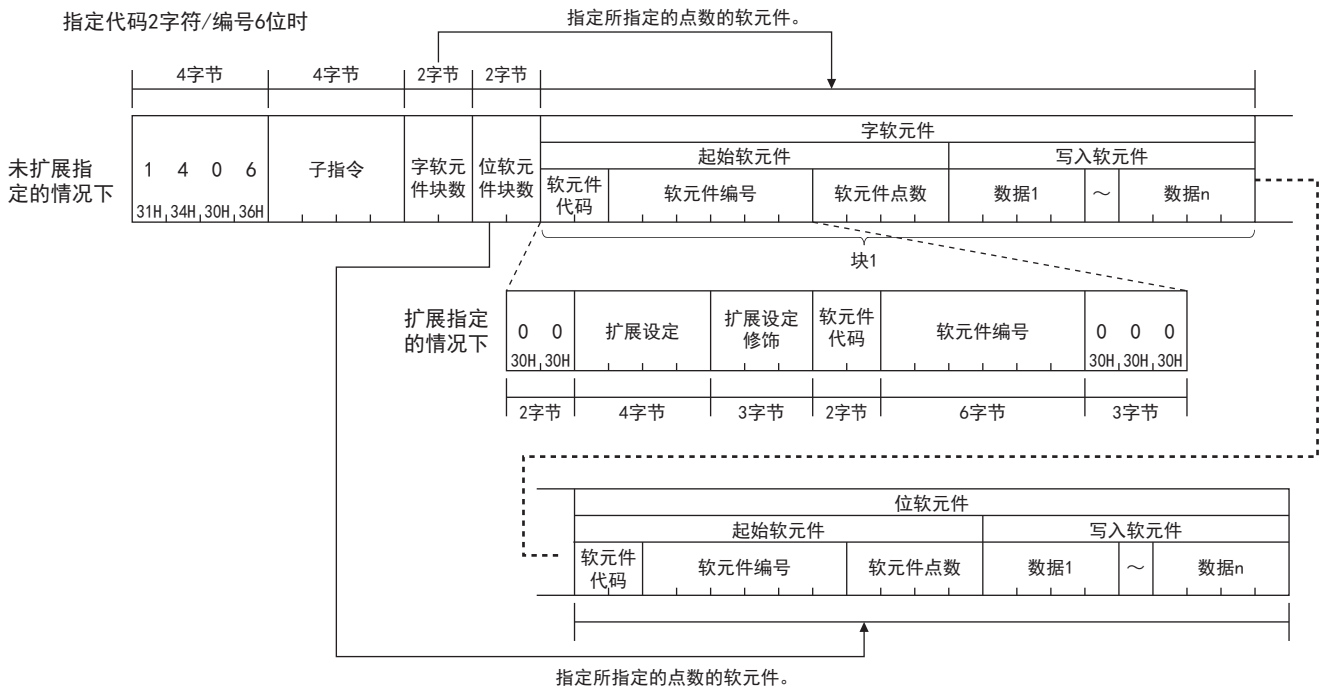 指定代码2字符/编号6位时
指定所指定的点数的软元件。
4字节 4字节 2字节 2字节
未扩展指
定的情况下
1 4 0 6
31H 34H 30H 36H
子指令
字软元
件块数
位软元
件块数
字软元件
起始软元件 写入软元件
软元件
代码
软元件编号 软元件点数 数据1 ～ 数据n
块1
扩展指定
的情况下
0 0
30H 30H
扩展设定
扩展设定
修饰
软元件
代码
软元件编号
0 0 0
30H 30H 30H
2字节 4字节 3字节 2字节 6字节 3字节
位软元件
起始软元件 写入软元件
软元件
代码
软元件编号 软元件点数 数据1 ～ 数据n
指定所指定的点数的软元件。